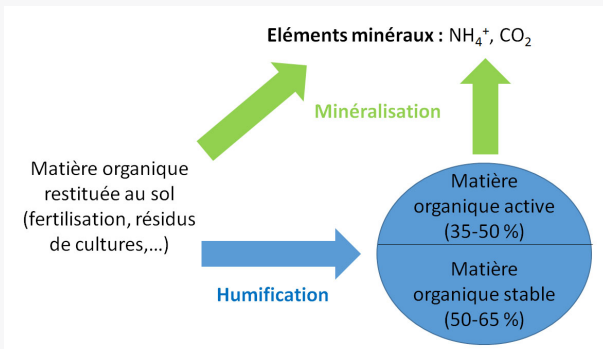 Eléments minéraux : NH₄⁺, CO₂
Minéralisation
Matière organique
restituée au sol
(fertilisation, résidus
de cultures,...)
Humification
Matière
organique active
(35-50 %)
Matière
organique stable
(50-65 %)